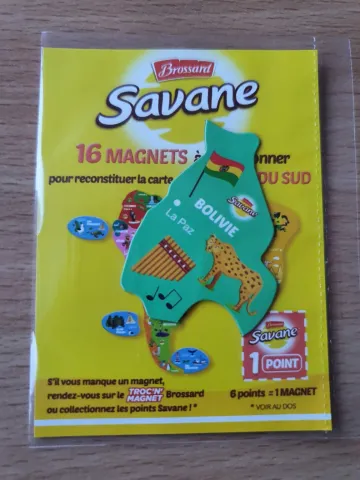 Brossard
Savane
16 MAGNETS à onner
pour reconstituer la carte DU SUD
BOLIVIE
La Paz
Savane
Brossard
Savane
1 POINT
S'il vous manque un magnet,
rendez-vous sur le TROC'N' MAGNET Brossard
ou collectionnez les points Savane ! *
6 points = 1 MAGNET
* VOIR AU DOS